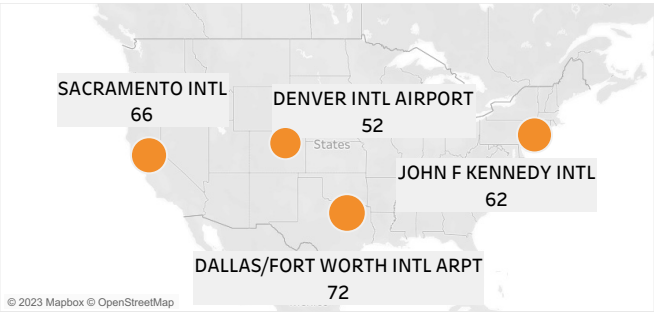 SACRAMENTO INTL
66
DENVER INTL AIRPORT
52
States
JOHN F KENNEDY INTL
62
DALLAS/FORT WORTH INTL ARPT
72
© 2023 Mapbox © OpenStreetMap